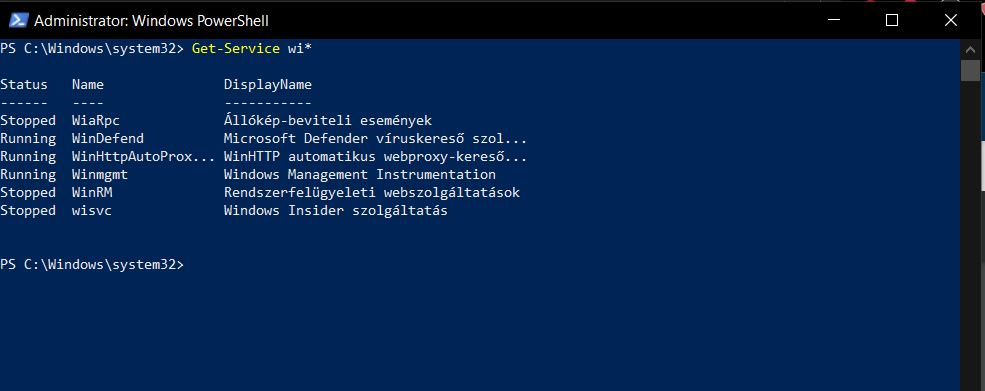 Administrator: Windows PowerShell
PS C:\Windows\system32> Get-Service wi*
Status   Name               DisplayName
------   ----               -----------
Stopped  WiaRpc             Állókép-beviteli események
Running  WinDefend          Microsoft Defender víruskereső szol...
Running  WinHttpAutoProx... WinHTTP automatikus webproxy-kereső...
Running  Winmgmt            Windows Management Instrumentation
Stopped  WinRM              Rendszerfelügyeleti webszolgáltatások
Stopped  wisvc              Windows Insider szolgáltatás
PS C:\Windows\system32>